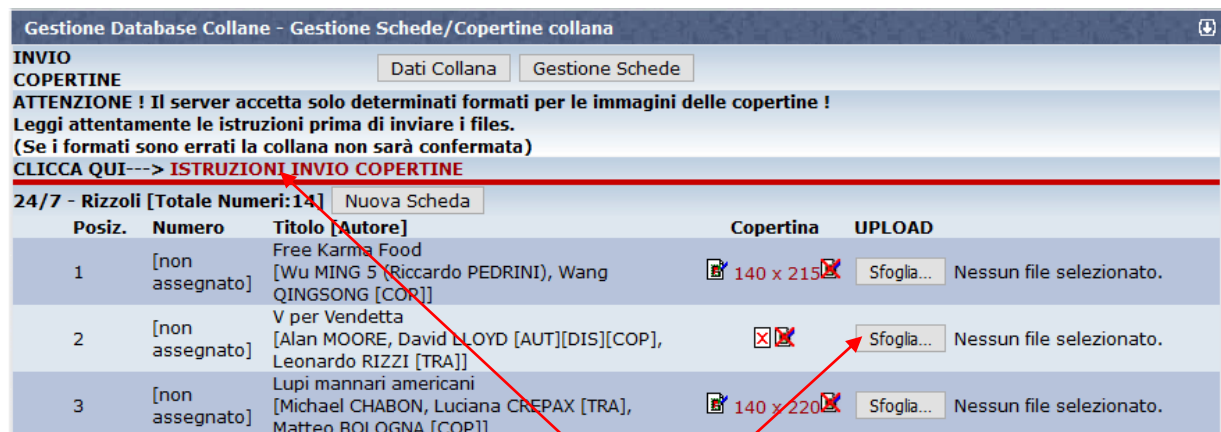 Gestione Database Collane - Gestione Schede/Copertine collana
INVIO
COPERTINE
Dati Collana Gestione Schede
ATTENZIONE ! Il server accetta solo determinati formati per le immagini delle copertine !
Leggi attentamente le istruzioni prima di inviare i files.
(Se i formati sono errati la collana non sarà confermata)
CLICCA QUI---> ISTRUZIONI INVIO COPERTINE
24/7 - Rizzoli [Totale Numeri:14] Nuova Scheda
Posiz. Numero Titolo [Autore] Copertina UPLOAD
1 [non assegnato] Free Karma Food
[Wu MING 5 (Riccardo PEDRINI), Wang
QINGSONG [COP]]
140 x 215 Sfoglia... Nessun file selezionato.
2 [non assegnato] V per Vendetta
[Alan MOORE, David LLOYD [AUT][DIS][COP],
Leonardo RIZZI [TRA]]
Sfoglia... Nessun file selezionato.
3 [non assegnato] Lupi mannari americani
[Michael CHABON, Luciana CREPAX [TRA],
Matteo BOLOGNA [COP]]
140 x 220 Sfoglia... Nessun file selezionato.